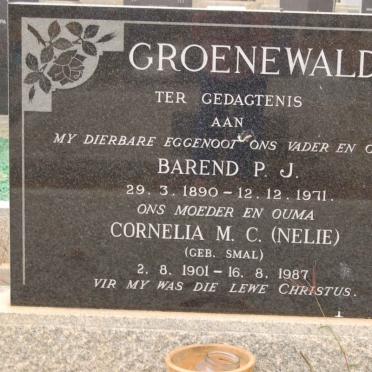 GROENEWALD
TER GEDAGTENIS
AAN
MY DIERBARE EGGENOOT ONS VADER EN O
BAREND P. J.
29. 3. 1890 – 12. 12. 1971.
ONS MOEDER EN OUMA
CORNELIA M. C. (NELIE)
(GEB. SMAL)
2. 8. 1901 – 16. 8. 1987
VIR MY WAS DIE LEWE CHRISTUS.